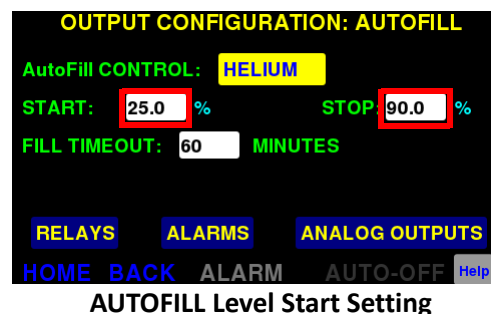 OUTPUT CONFIGURATION: AUTOFILL
AutoFill CONTROL: HELIUM
START: 25.0 % STOP: 90.0 %
FILL TIMEOUT: 60 MINUTES
RELAYS ALARMS ANALOG OUTPUTS
HOME BACK ALARM AUTO-OFF Help
AUTOFILL Level Start Setting